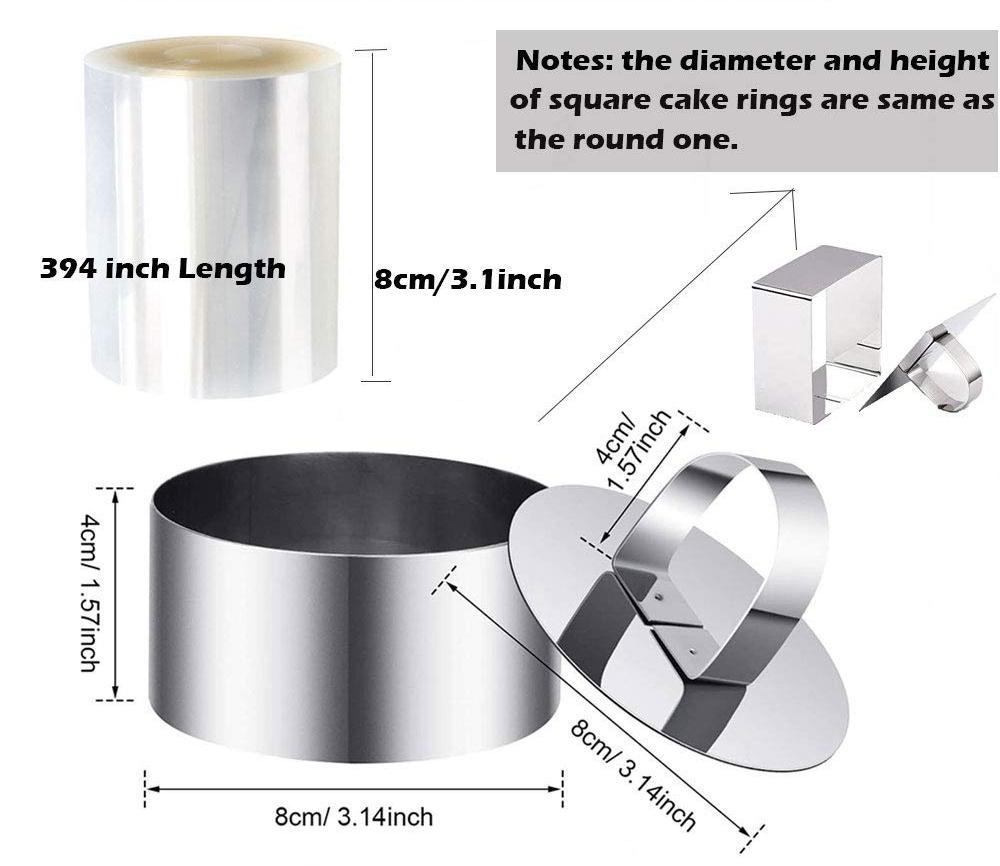 Notes: the diameter and height
of square cake rings are same as
the round one.
394 inch Length
8cm/3.1inch
4cm/
1.57inch
4cm/ 1.57inch
8cm/ 3.14inch
8cm/ 3.14inch